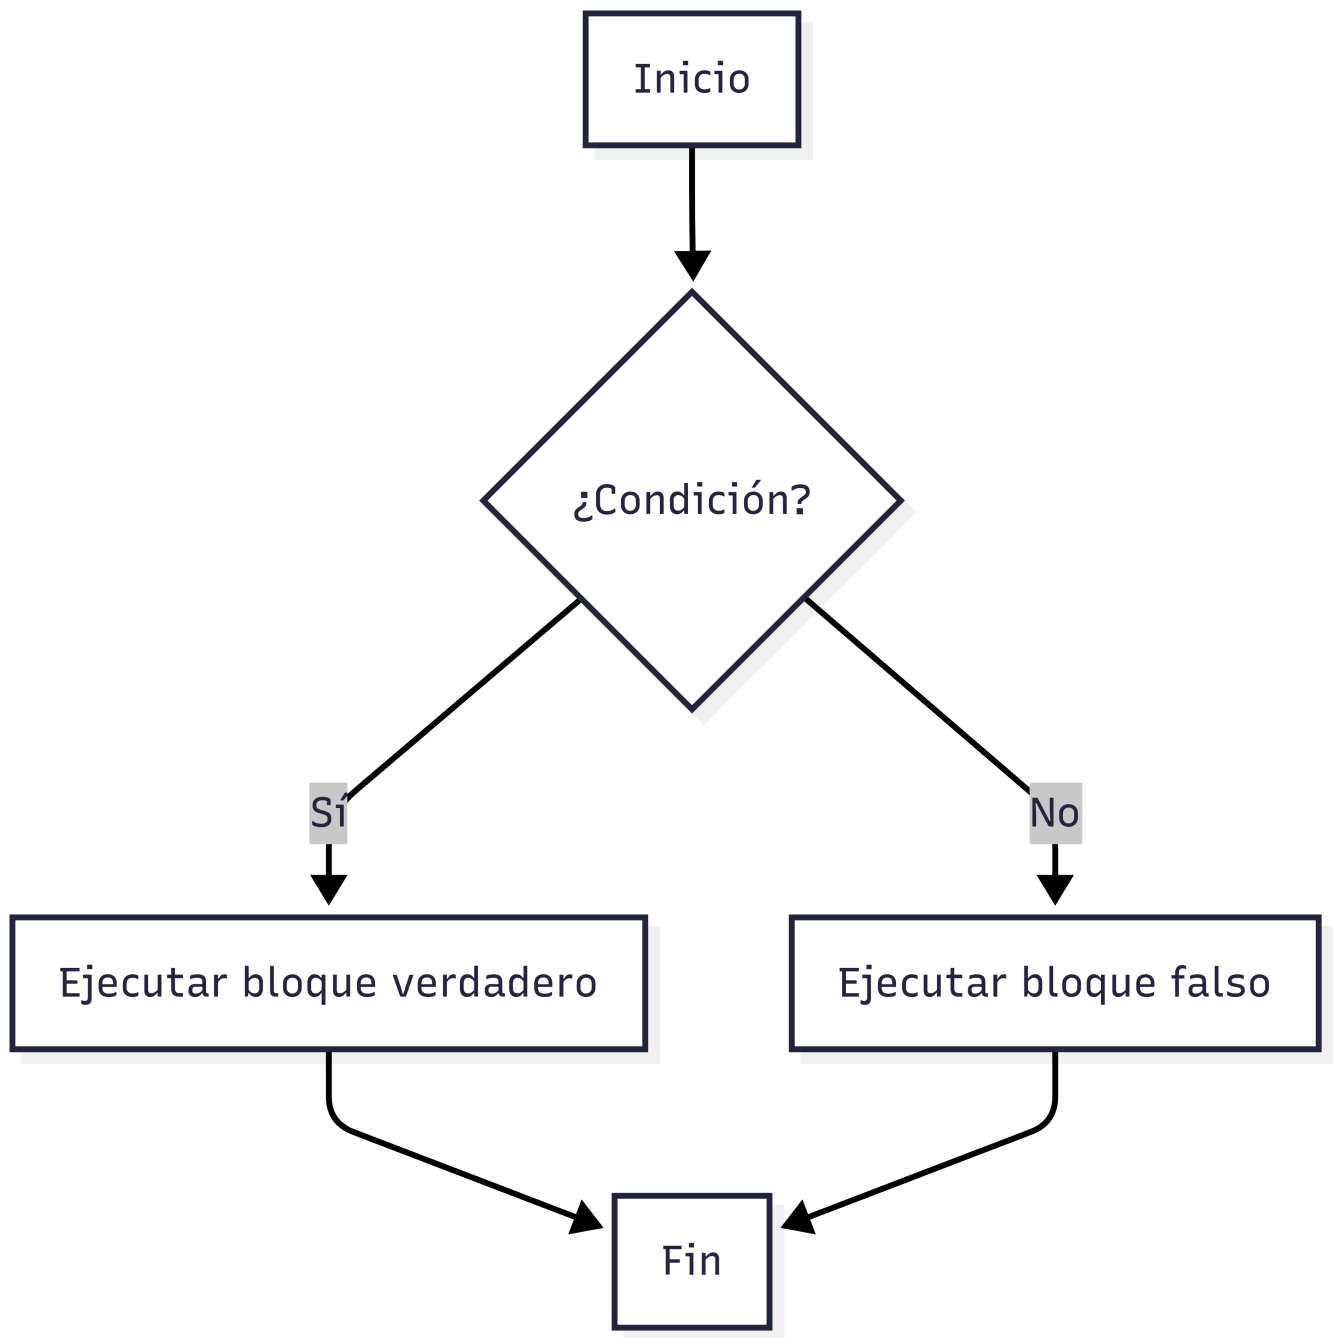 Inicio
¿Condición?
Sí
No
Ejecutar bloque verdadero
Ejecutar bloque falso
Fin